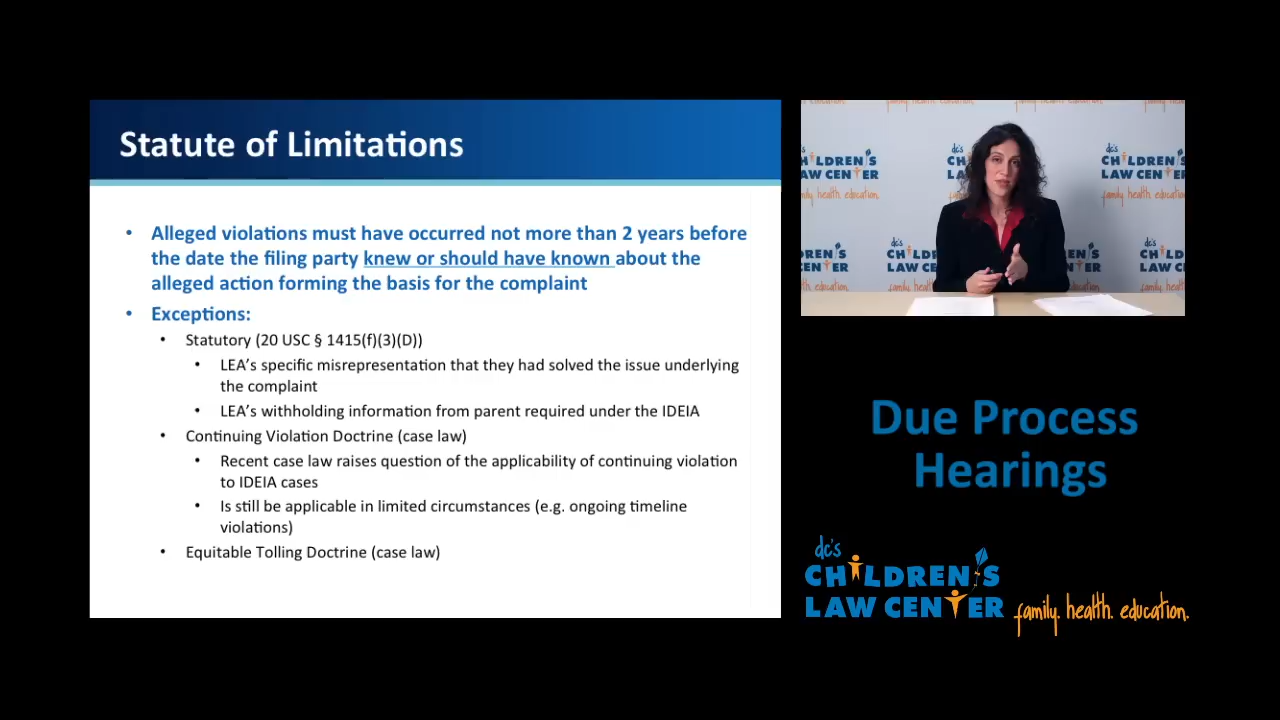 Statute of Limitations
• Alleged violations must have occurred not more than 2 years before
the date the filing party knew or should have known about the
alleged action forming the basis for the complaint
• Exceptions:
• Statutory (20 USC § 1415(f)(3)(D))
• LEA's specific misrepresentation that they had solved the issue underlying
the complaint
• LEA's withholding information from parent required under the IDEIA
• Continuing Violation Doctrine (case law)
• Recent case law raises question of the applicability of continuing violation
to IDEIA cases
• Is still be applicable in limited circumstances (e.g. ongoing timeline
violations)
• Equitable Tolling Doctrine (case law)
Due Process
Hearings
dc's
CHILDREN'S
LAW CENTER
family. health. education.